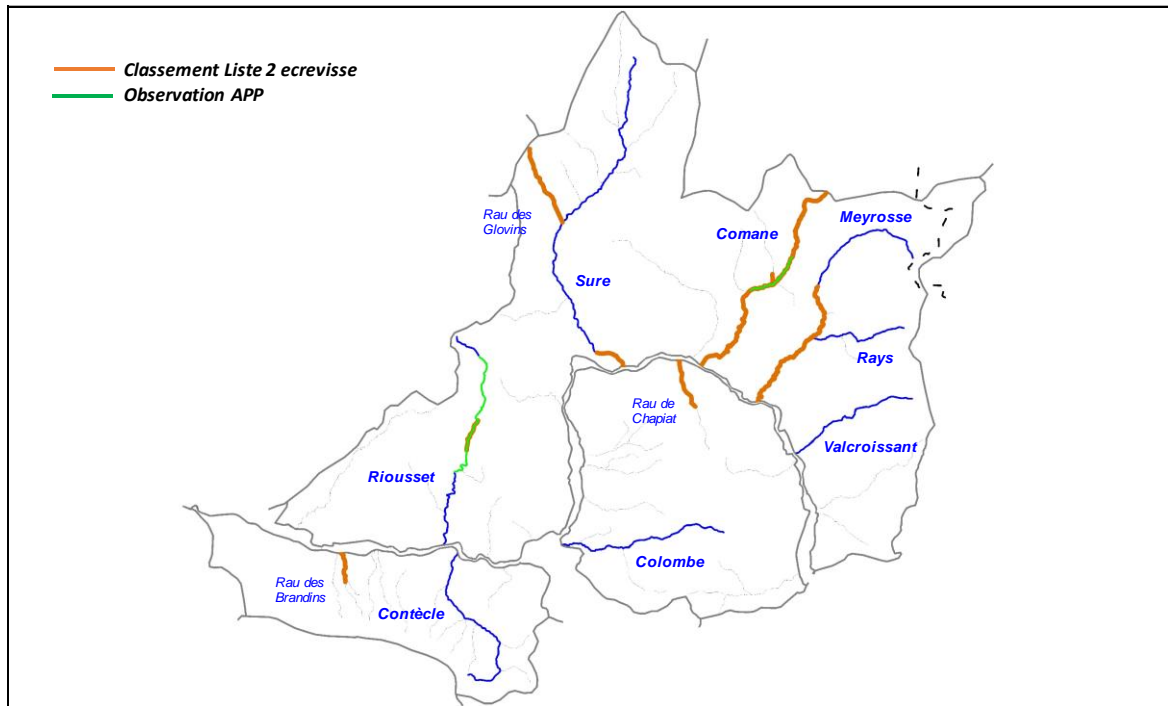 Classement Liste 2 ecrevisse
Observation APP
Rau des
Glovins
Comane
Meyrosse
Sure
Rays
Rau de
Chapiat
Valcroissant
Riousset
Colombe
Rau des
Brandins
Contècle